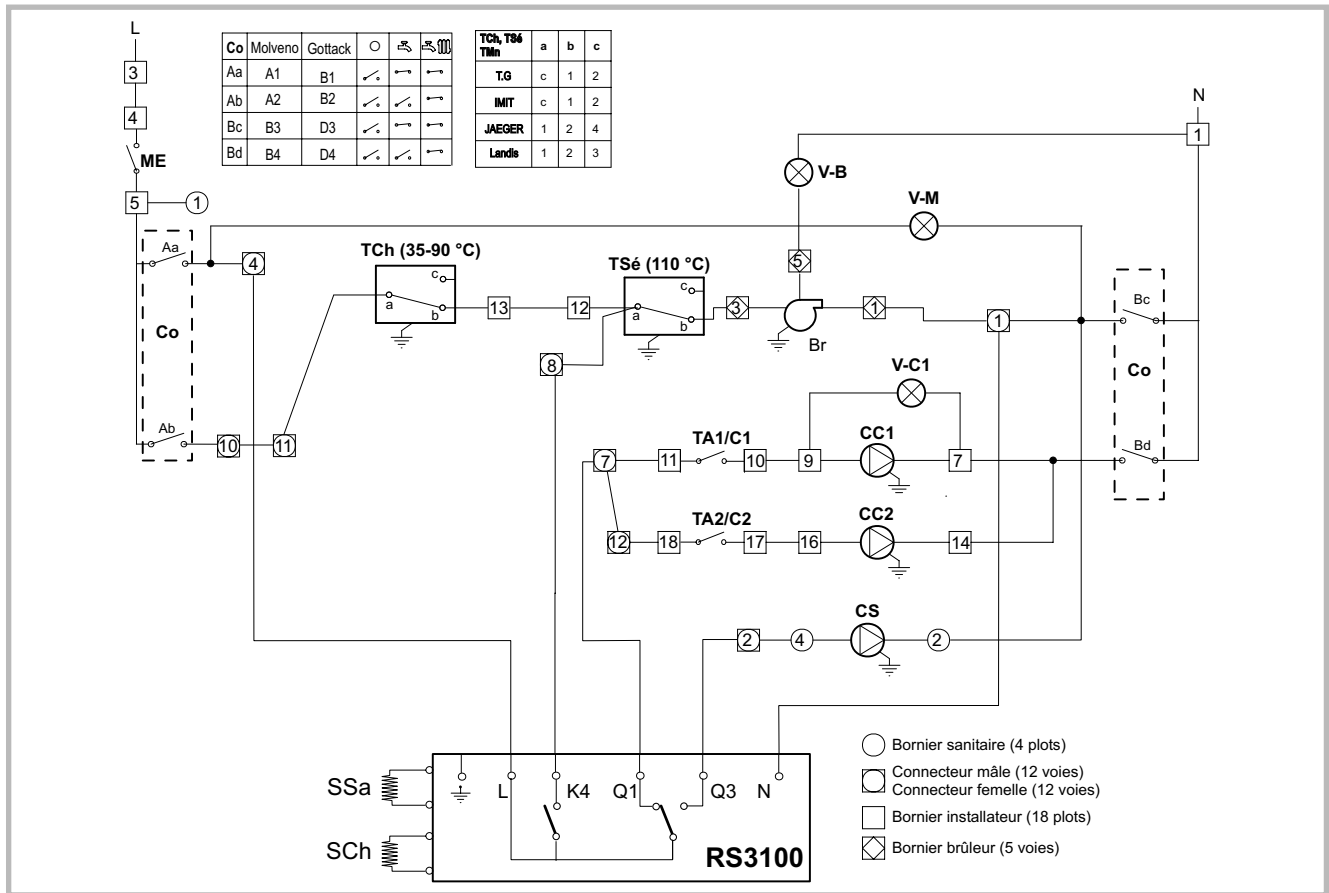 L
N
Co Molveno Gottack
Aa A1 B1
Ab A2 B2
Bc B3 D3
Bd B4 D4
TCh, TSé a b c
TMn
T.G c 1 2
IMIT c 1 2
JAEGER 1 2 4
Landis 1 2 3
3
4
ME
5 1
1
V-B
V-M
Aa
4
Co
Ab
10 11
TCh (35-90 °C)
c
a
b
13 12
TSé (110 °C)
c
a
b
3
5
Br
1
1
8
Bc
Co
Bd
V-C1
7 11 TA1/C1 10 9 CC1 7
12 18 TA2/C2 17 16 CC2 14
2 4 CS 2
SSa
SCh
L K4 Q1 Q3 N
RS3100
Bornier sanitaire (4 plots)
Connecteur mâle (12 voies)
Connecteur femelle (12 voies)
Bornier installateur (18 plots)
Bornier brûleur (5 voies)